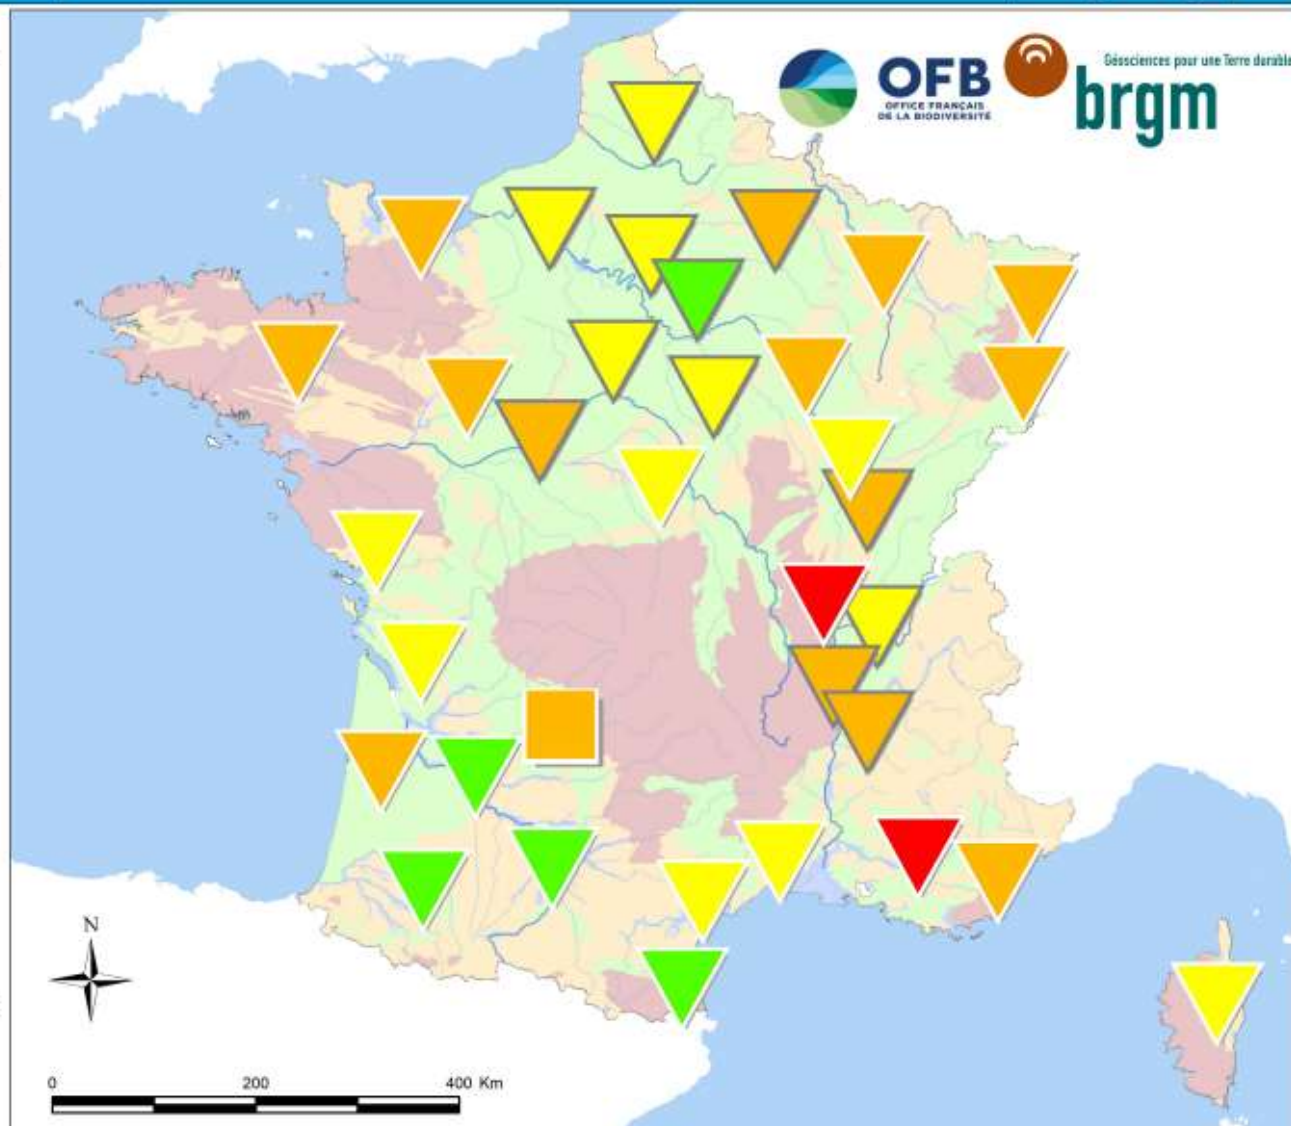 OFB
OFFICE FRANÇAIS
DE LA BIODIVERSITÉ
Géosciences pour une Terre durable
brgm
N
0 200 400 Km